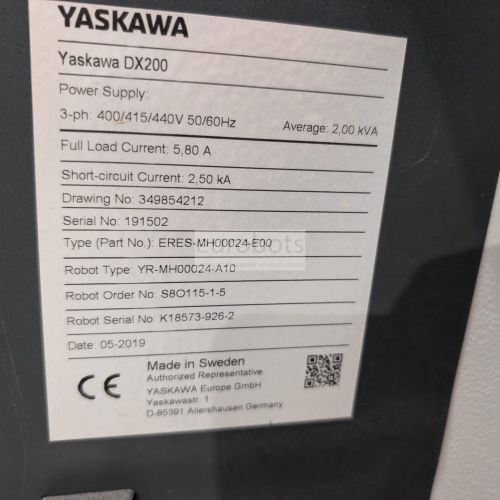 YASKAWA
Yaskawa DX200
Power Supply:
3-ph: 400/415/440V 50/60Hz Average: 2,00 kVA
Full Load Current: 5,80 A
Short-circuit Current: 2,50 kA
Drawing No: 349854212
Serial No: 191502
Type (Part No.): ERES-MH00024-E00
eurobots
Robot Type: YR-MH00024-A10
Robot Order No: S8O115-1-5
Robot Serial No: K18573-926-2
Date: 05-2019
CE
Made in Sweden
Authorized Representative:
YASKAWA Europe GmbH
Yaskawastr. 1
D-85391 Allershausen Germany